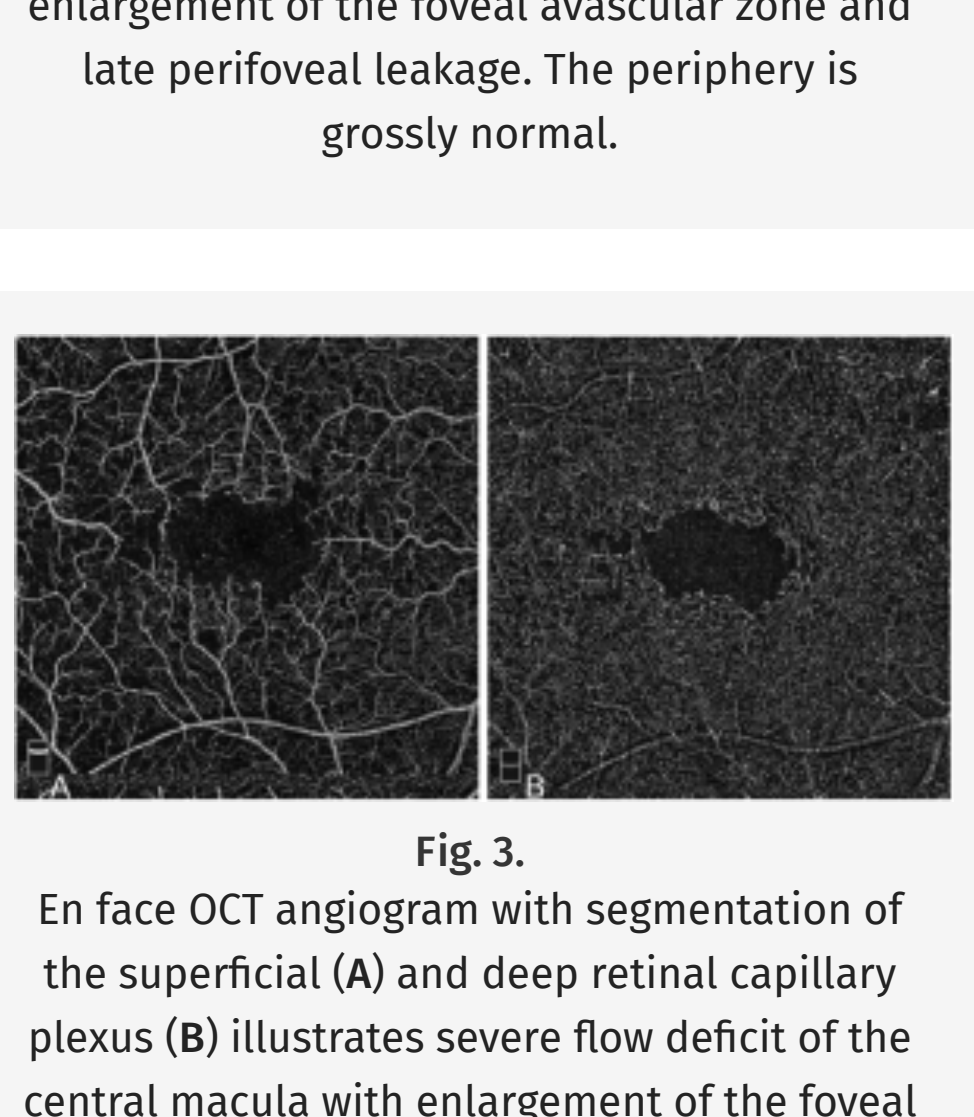 enlargement of the foveal avascular zone and
late perifoveal leakage. The periphery is
grossly normal.
A
B
Fig. 3.
En face OCT angiogram with segmentation of
the superficial (A) and deep retinal capillary
plexus (B) illustrates severe flow deficit of the
central macula with enlargement of the foveal